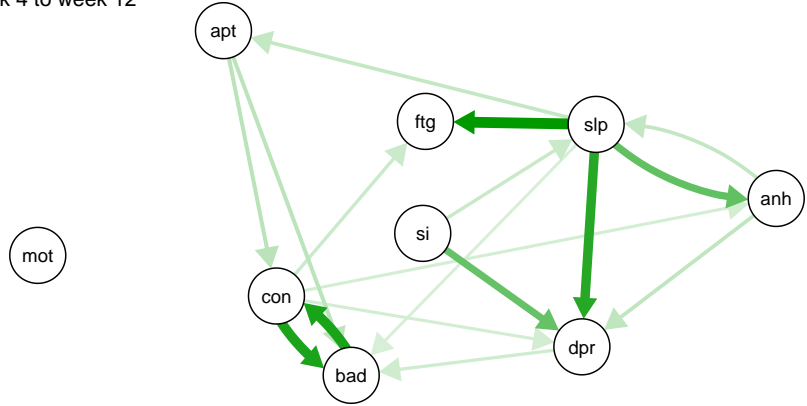 4 to week 12
apt
ftg
slp
anh
si
mot
con
dpr
bad